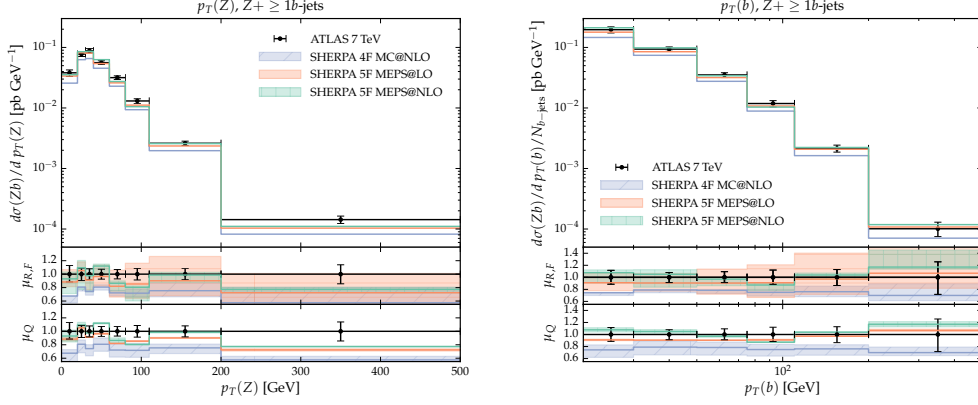 p_T(Z), Z+ ≥ 1b-jets
dσ(Zb)/d p_T(Z) [pb GeV⁻¹]
10⁻¹
10⁻²
10⁻³
10⁻⁴
ATLAS 7 TeV
SHERPA 4F MC@NLO
SHERPA 5F MEPS@LO
SHERPA 5F MEPS@NLO
μ_R,F
1.2
1.0
0.8
0.6
μ_Q
1.2
1.0
0.8
0.6
0 100 200 300 400 500
p_T(Z) [GeV]
p_T(b), Z+ ≥ 1b-jets
dσ(Zb)/d p_T(b)/N_b−jets [pb GeV⁻¹]
10⁻¹
10⁻²
10⁻³
10⁻⁴
ATLAS 7 TeV
SHERPA 4F MC@NLO
SHERPA 5F MEPS@LO
SHERPA 5F MEPS@NLO
μ_R,F
1.4
1.2
1.0
0.8
0.6
μ_Q
1.4
1.2
1.0
0.8
0.6
10²
p_T(b) [GeV]